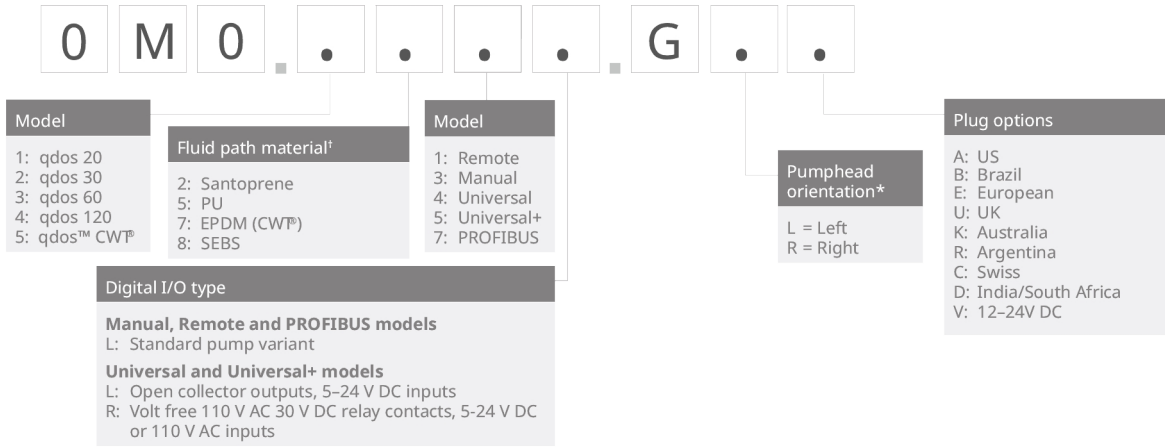 0 M 0 . . . . . . G . .
Model
1: qdos 20
2: qdos 30
3: qdos 60
4: qdos 120
5: qdos™ CWT®
Fluid path material†
2: Santoprene
5: PU
7: EPDM (CWT®)
8: SEBS
Model
1: Remote
3: Manual
4: Universal
5: Universal+
7: PROFIBUS
Digital I/O type
Manual, Remote and PROFIBUS models
L: Standard pump variant
Universal and Universal+ models
L: Open collector outputs, 5–24 V DC inputs
R: Volt free 110 V AC 30 V DC relay contacts, 5-24 V DC
or 110 V AC inputs
Pumphead
orientation*
L = Left
R = Right
Plug options
A: US
B: Brazil
E: European
U: UK
K: Australia
R: Argentina
C: Swiss
D: India/South Africa
V: 12–24V DC